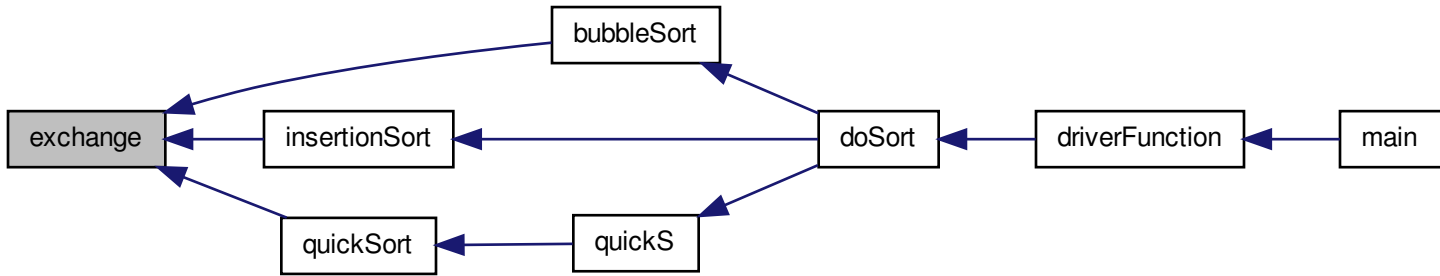 bubbleSort
exchange
insertionSort
doSort
driverFunction
main
quickSort
quickS